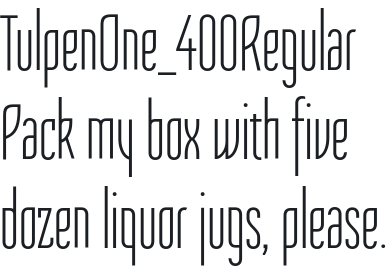 TulpenOne_400Regular
Pack my box with five
dozen liquor jugs, please.